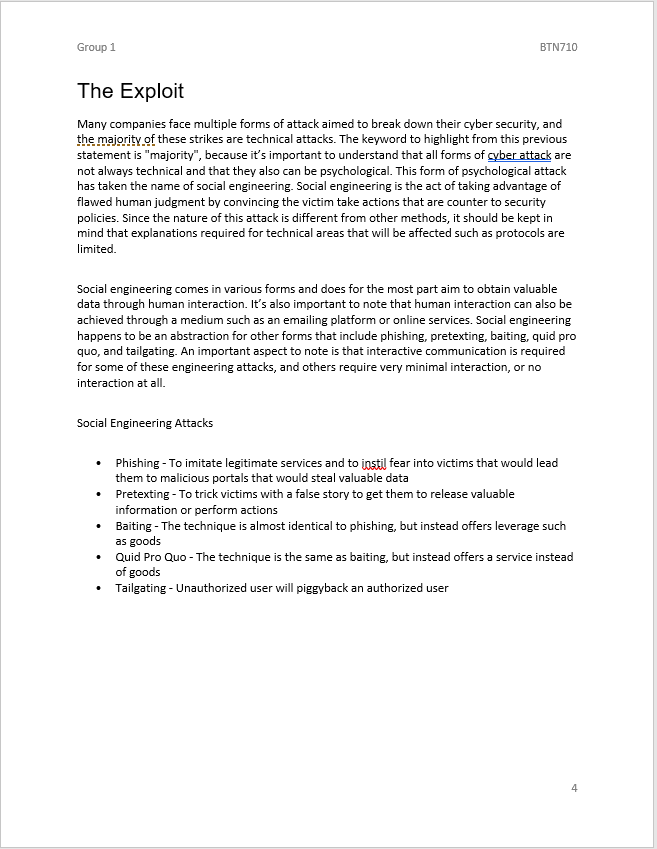 Group 1
BTN710
The Exploit
Many companies face multiple forms of attack aimed to break down their cyber security, and
the majority of these strikes are technical attacks. The keyword to highlight from this previous
statement is "majority", because it’s important to understand that all forms of cyber attack are
not always technical and that they also can be psychological. This form of psychological attack
has taken the name of social engineering. Social engineering is the act of taking advantage of
flawed human judgment by convincing the victim take actions that are counter to security
policies. Since the nature of this attack is different from other methods, it should be kept in
mind that explanations required for technical areas that will be affected such as protocols are
limited.
Social engineering comes in various forms and does for the most part aim to obtain valuable
data through human interaction. It’s also important to note that human interaction can also be
achieved through a medium such as an emailing platform or online services. Social engineering
happens to be an abstraction for other forms that include phishing, pretexting, baiting, quid pro
quo, and tailgating. An important aspect to note is that interactive communication is required
for some of these engineering attacks, and others require very minimal interaction, or no
interaction at all.
Social Engineering Attacks
• Phishing - To imitate legitimate services and to instil fear into victims that would lead
them to malicious portals that would steal valuable data
• Pretexting - To trick victims with a false story to get them to release valuable
information or perform actions
• Baiting - The technique is almost identical to phishing, but instead offers leverage such
as goods
• Quid Pro Quo - The technique is the same as baiting, but instead offers a service instead
of goods
• Tailgating - Unauthorized user will piggyback an authorized user
4